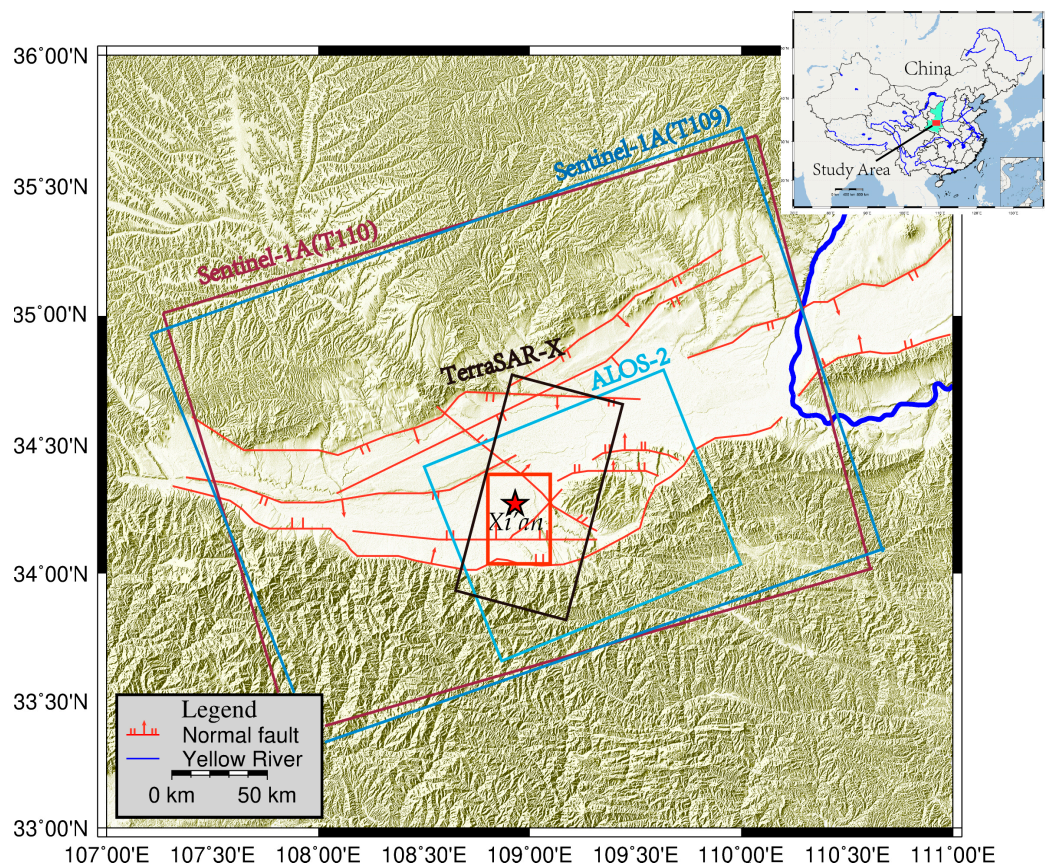 36°00'N
35°30'N
35°00'N
34°30'N
34°00'N
33°30'N
33°00'N
China
Study Area
Sentinel-1A(T109)
Sentinel-1A(T110)
TerraSAR-X
ALOS-2
Xi'an
Legend
Normal fault
Yellow River
0 km 50 km
107°00'E 107°30'E 108°00'E 108°30'E 109°00'E 109°30'E 110°00'E 110°30'E 111°00'E